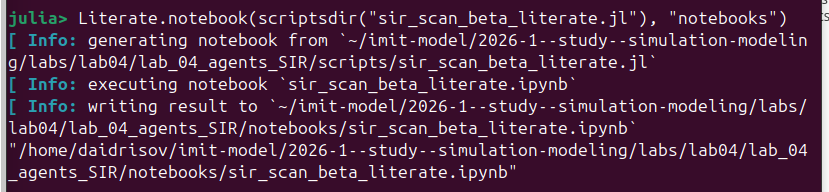 julia> Literate.notebook(scriptsdir("sir_scan_beta_literate.jl"), "notebooks")
[ Info: generating notebook from `~/imit-model/2026-1--study--simulation-modelin
g/labs/lab04/lab_04_agents_SIR/scripts/sir_scan_beta_literate.jl`
[ Info: executing notebook `sir_scan_beta_literate.ipynb`
[ Info: writing result to `~/imit-model/2026-1--study--simulation-modeling/labs/
lab04/lab_04_agents_SIR/notebooks/sir_scan_beta_literate.ipynb`
"/home/daidrisov/imit-model/2026-1--study--simulation-modeling/labs/lab04/lab_04
_agents_SIR/notebooks/sir_scan_beta_literate.ipynb"